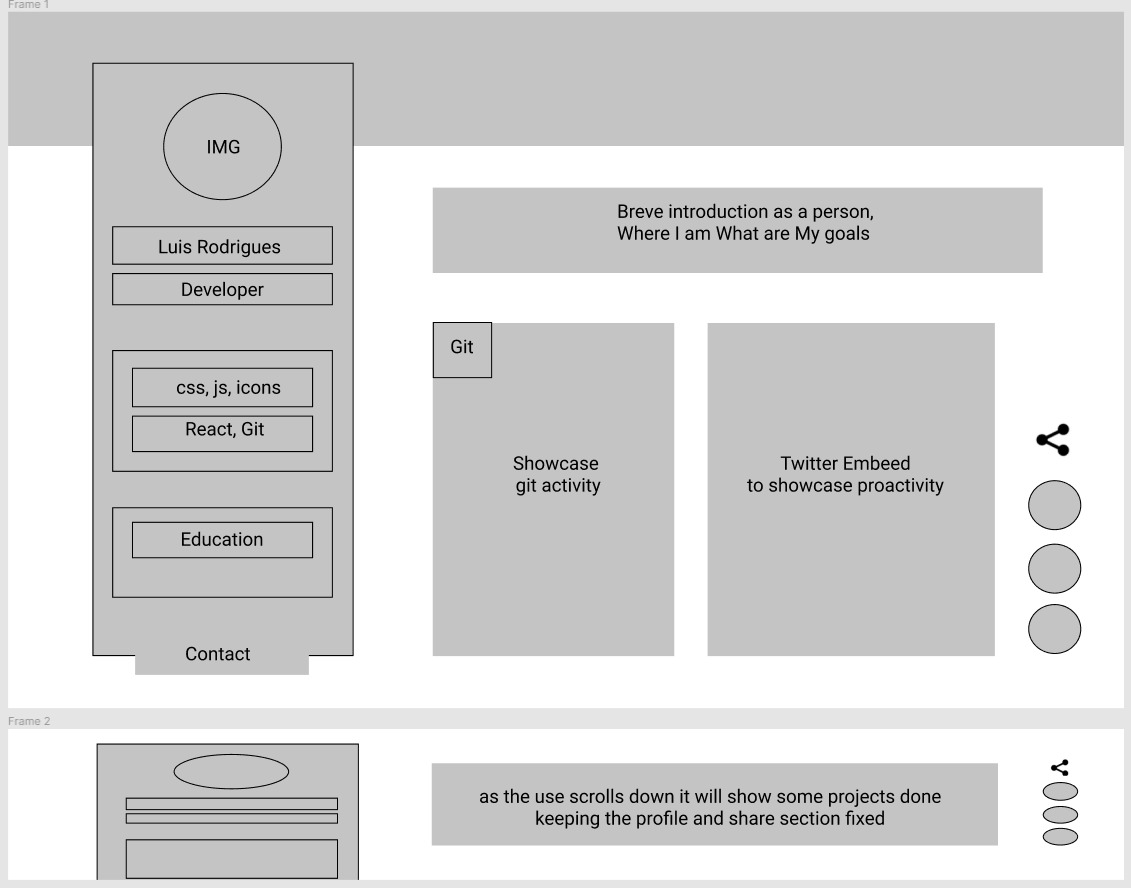 Frame 1
IMG
Luis Rodrigues
Developer
css, js, icons
React, Git
Education
Contact
Breve introduction as a person,
Where I am What are My goals
Git
Showcase
git activity
Twitter Embeed
to showcase proactivity
Frame 2
as the use scrolls down it will show some projects done
keeping the profile and share section fixed